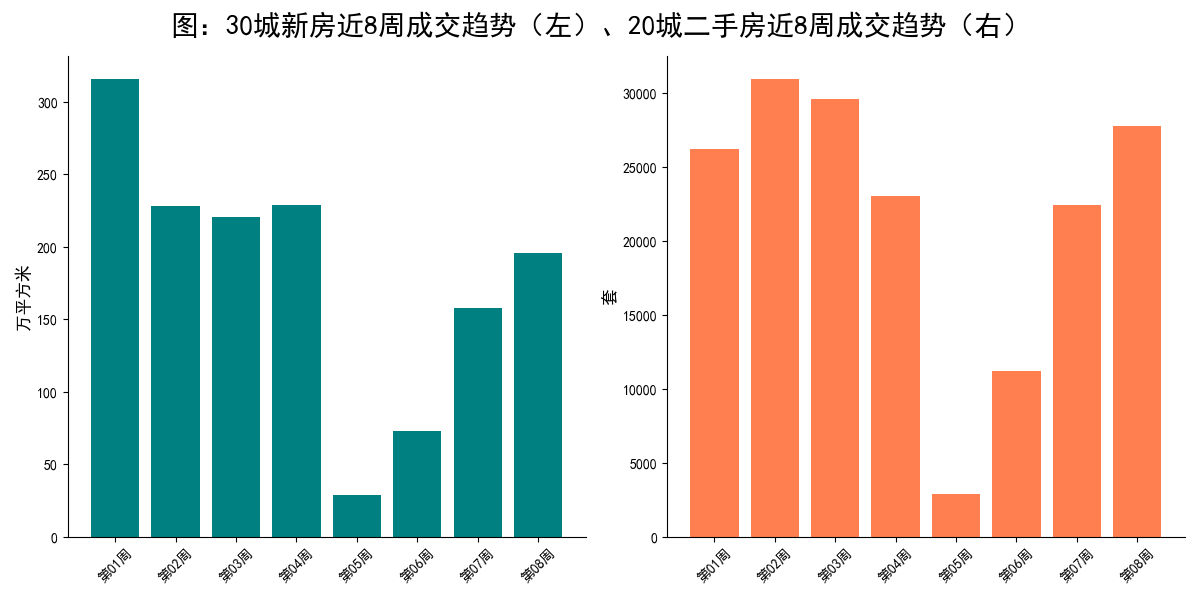 图：30城新房近8周成交趋势（左）、20城二手房近8周成交趋势（右）
万平方米
300
250
200
150
100
50
0
第01周
第02周
第03周
第04周
第05周
第06周
第07周
第08周
套
30000
25000
20000
15000
10000
5000
0
第01周
第02周
第03周
第04周
第05周
第06周
第07周
第08周